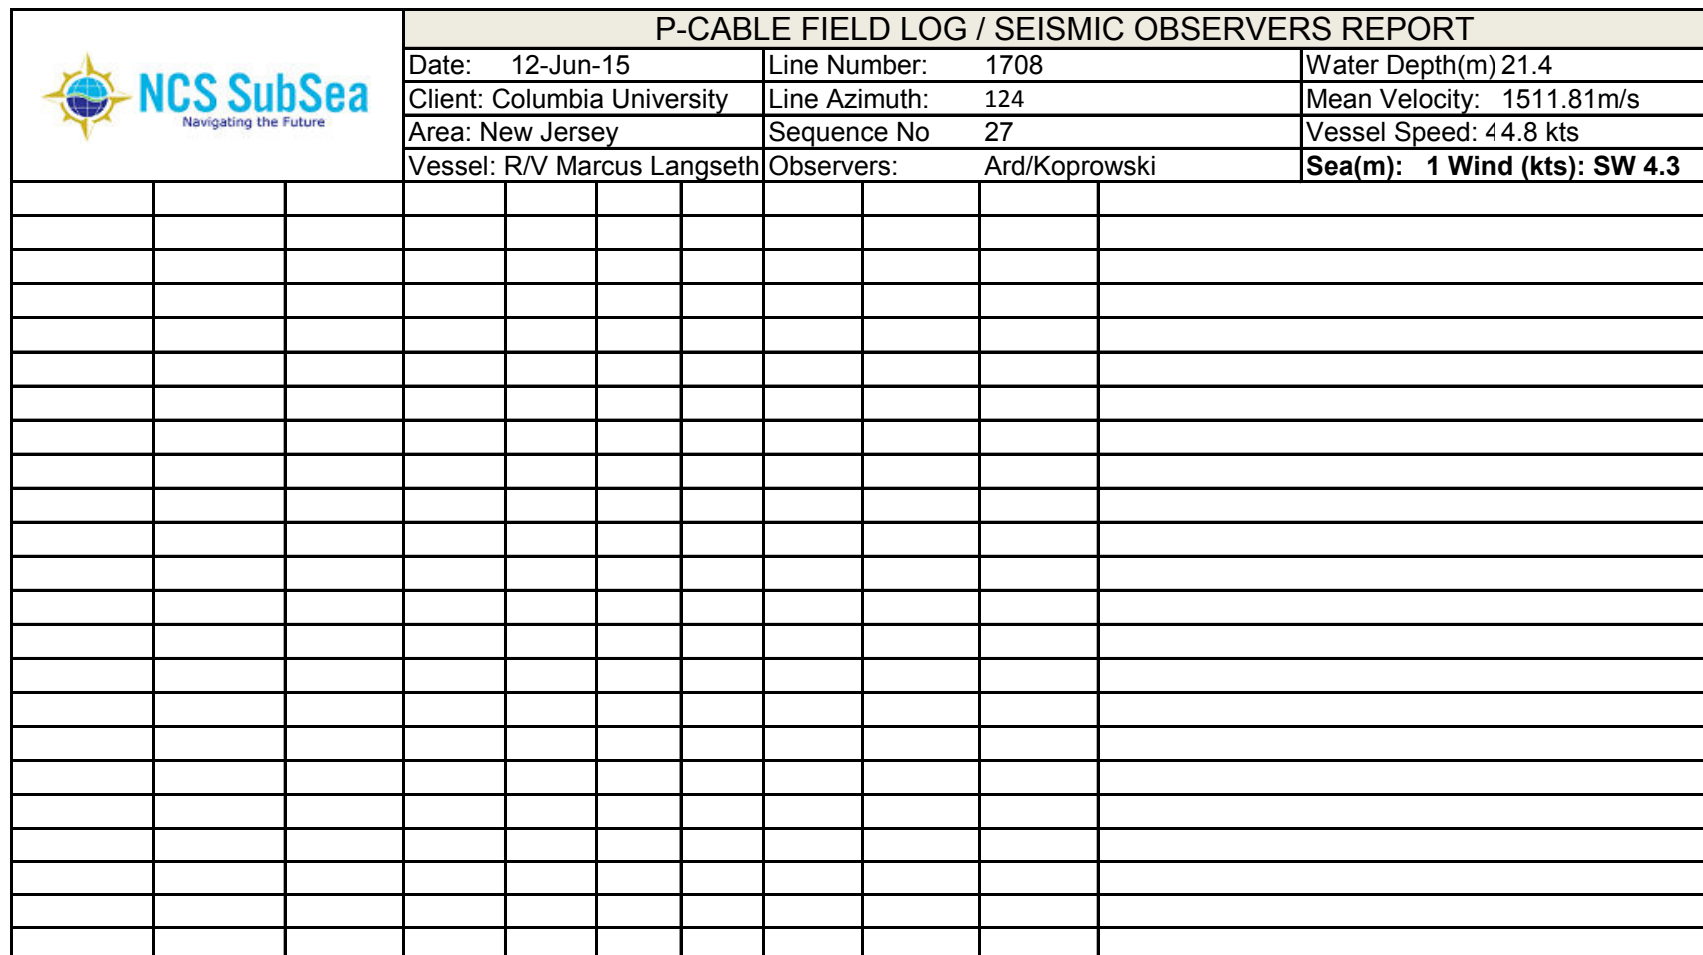 P-CABLE FIELD LOG / SEISMIC OBSERVERS REPORT
NCS SubSea
Navigating the Future
Date: 12-Jun-15 Line Number: 1708 Water Depth(m) 21.4
Client: Columbia University Line Azimuth: 124 Mean Velocity: 1511.81m/s
Area: New Jersey Sequence No 27 Vessel Speed: 4 4.8 kts
Vessel: R/V Marcus Langseth Observers: Ard/Koprowski Sea(m): 1 Wind (kts): SW 4.3